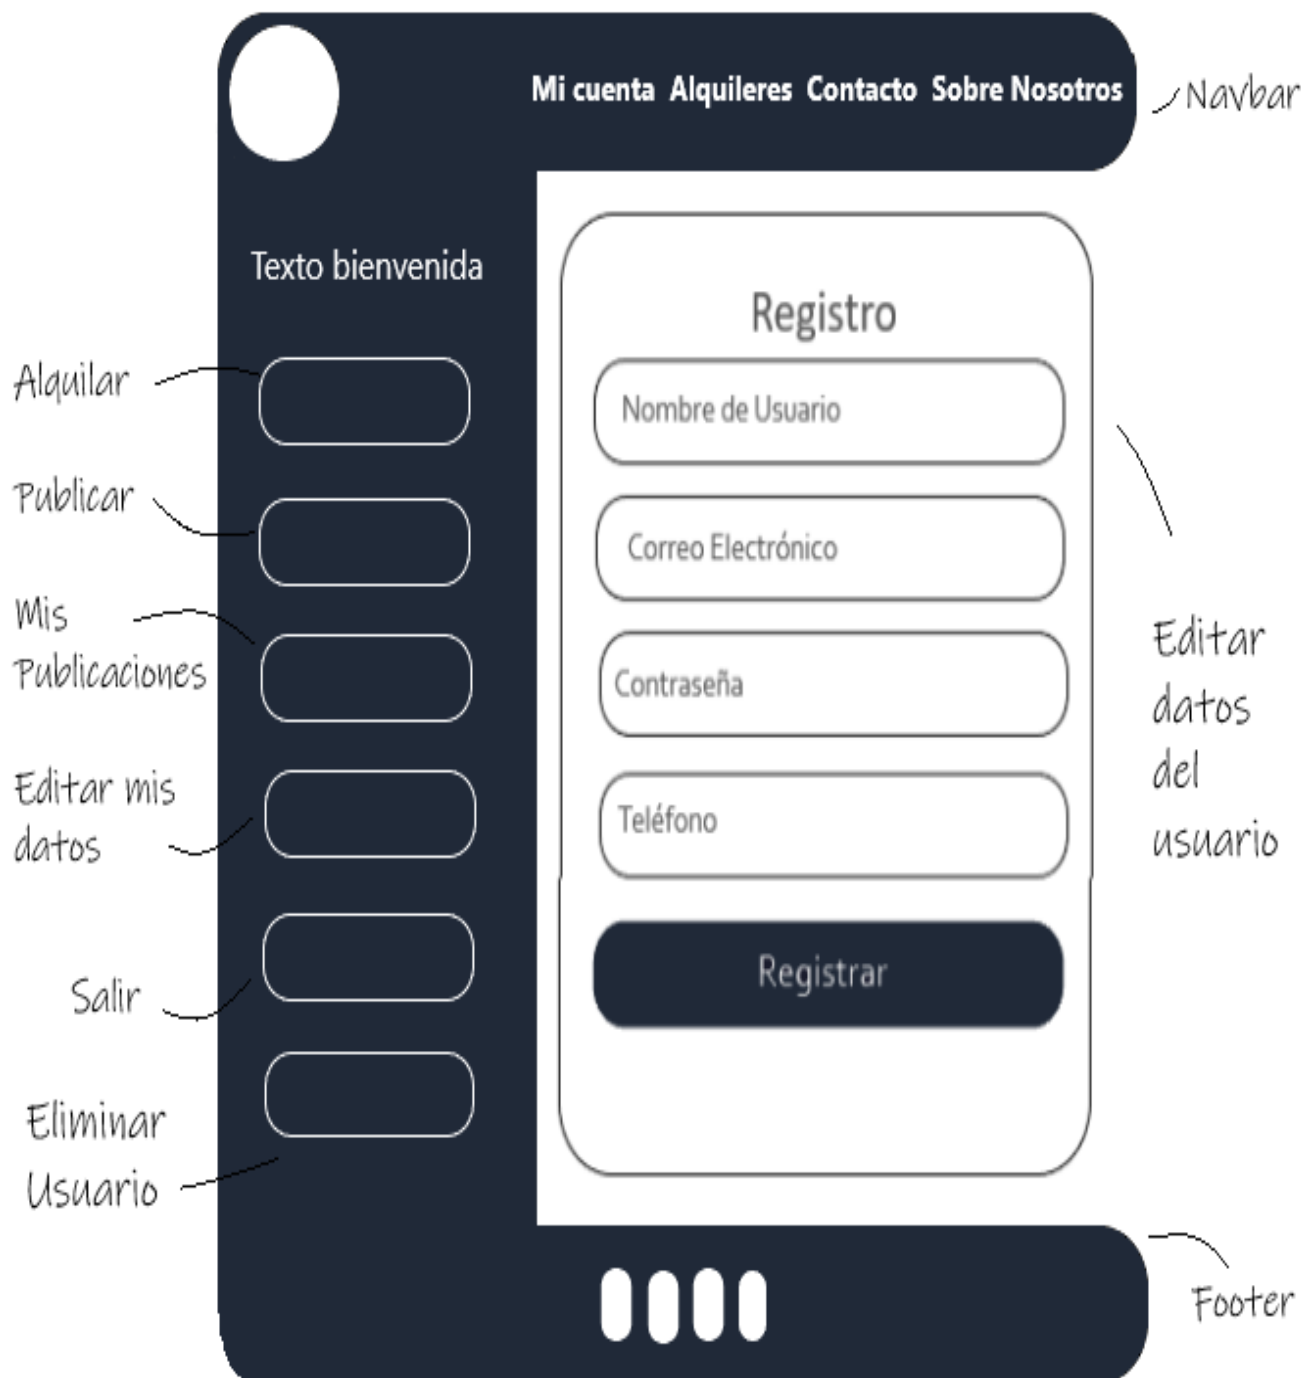 Mi cuenta Alquileres Contacto Sobre Nosotros
Navbar
Texto bienvenida
Alquilar
Publicar
Mis
Publicaciones
Editar mis
datos
Salir
Eliminar
Usuario
Registro
Nombre de Usuario
Correo Electrónico
Contraseña
Teléfono
Registrar
Editar
datos
del
usuario
Footer